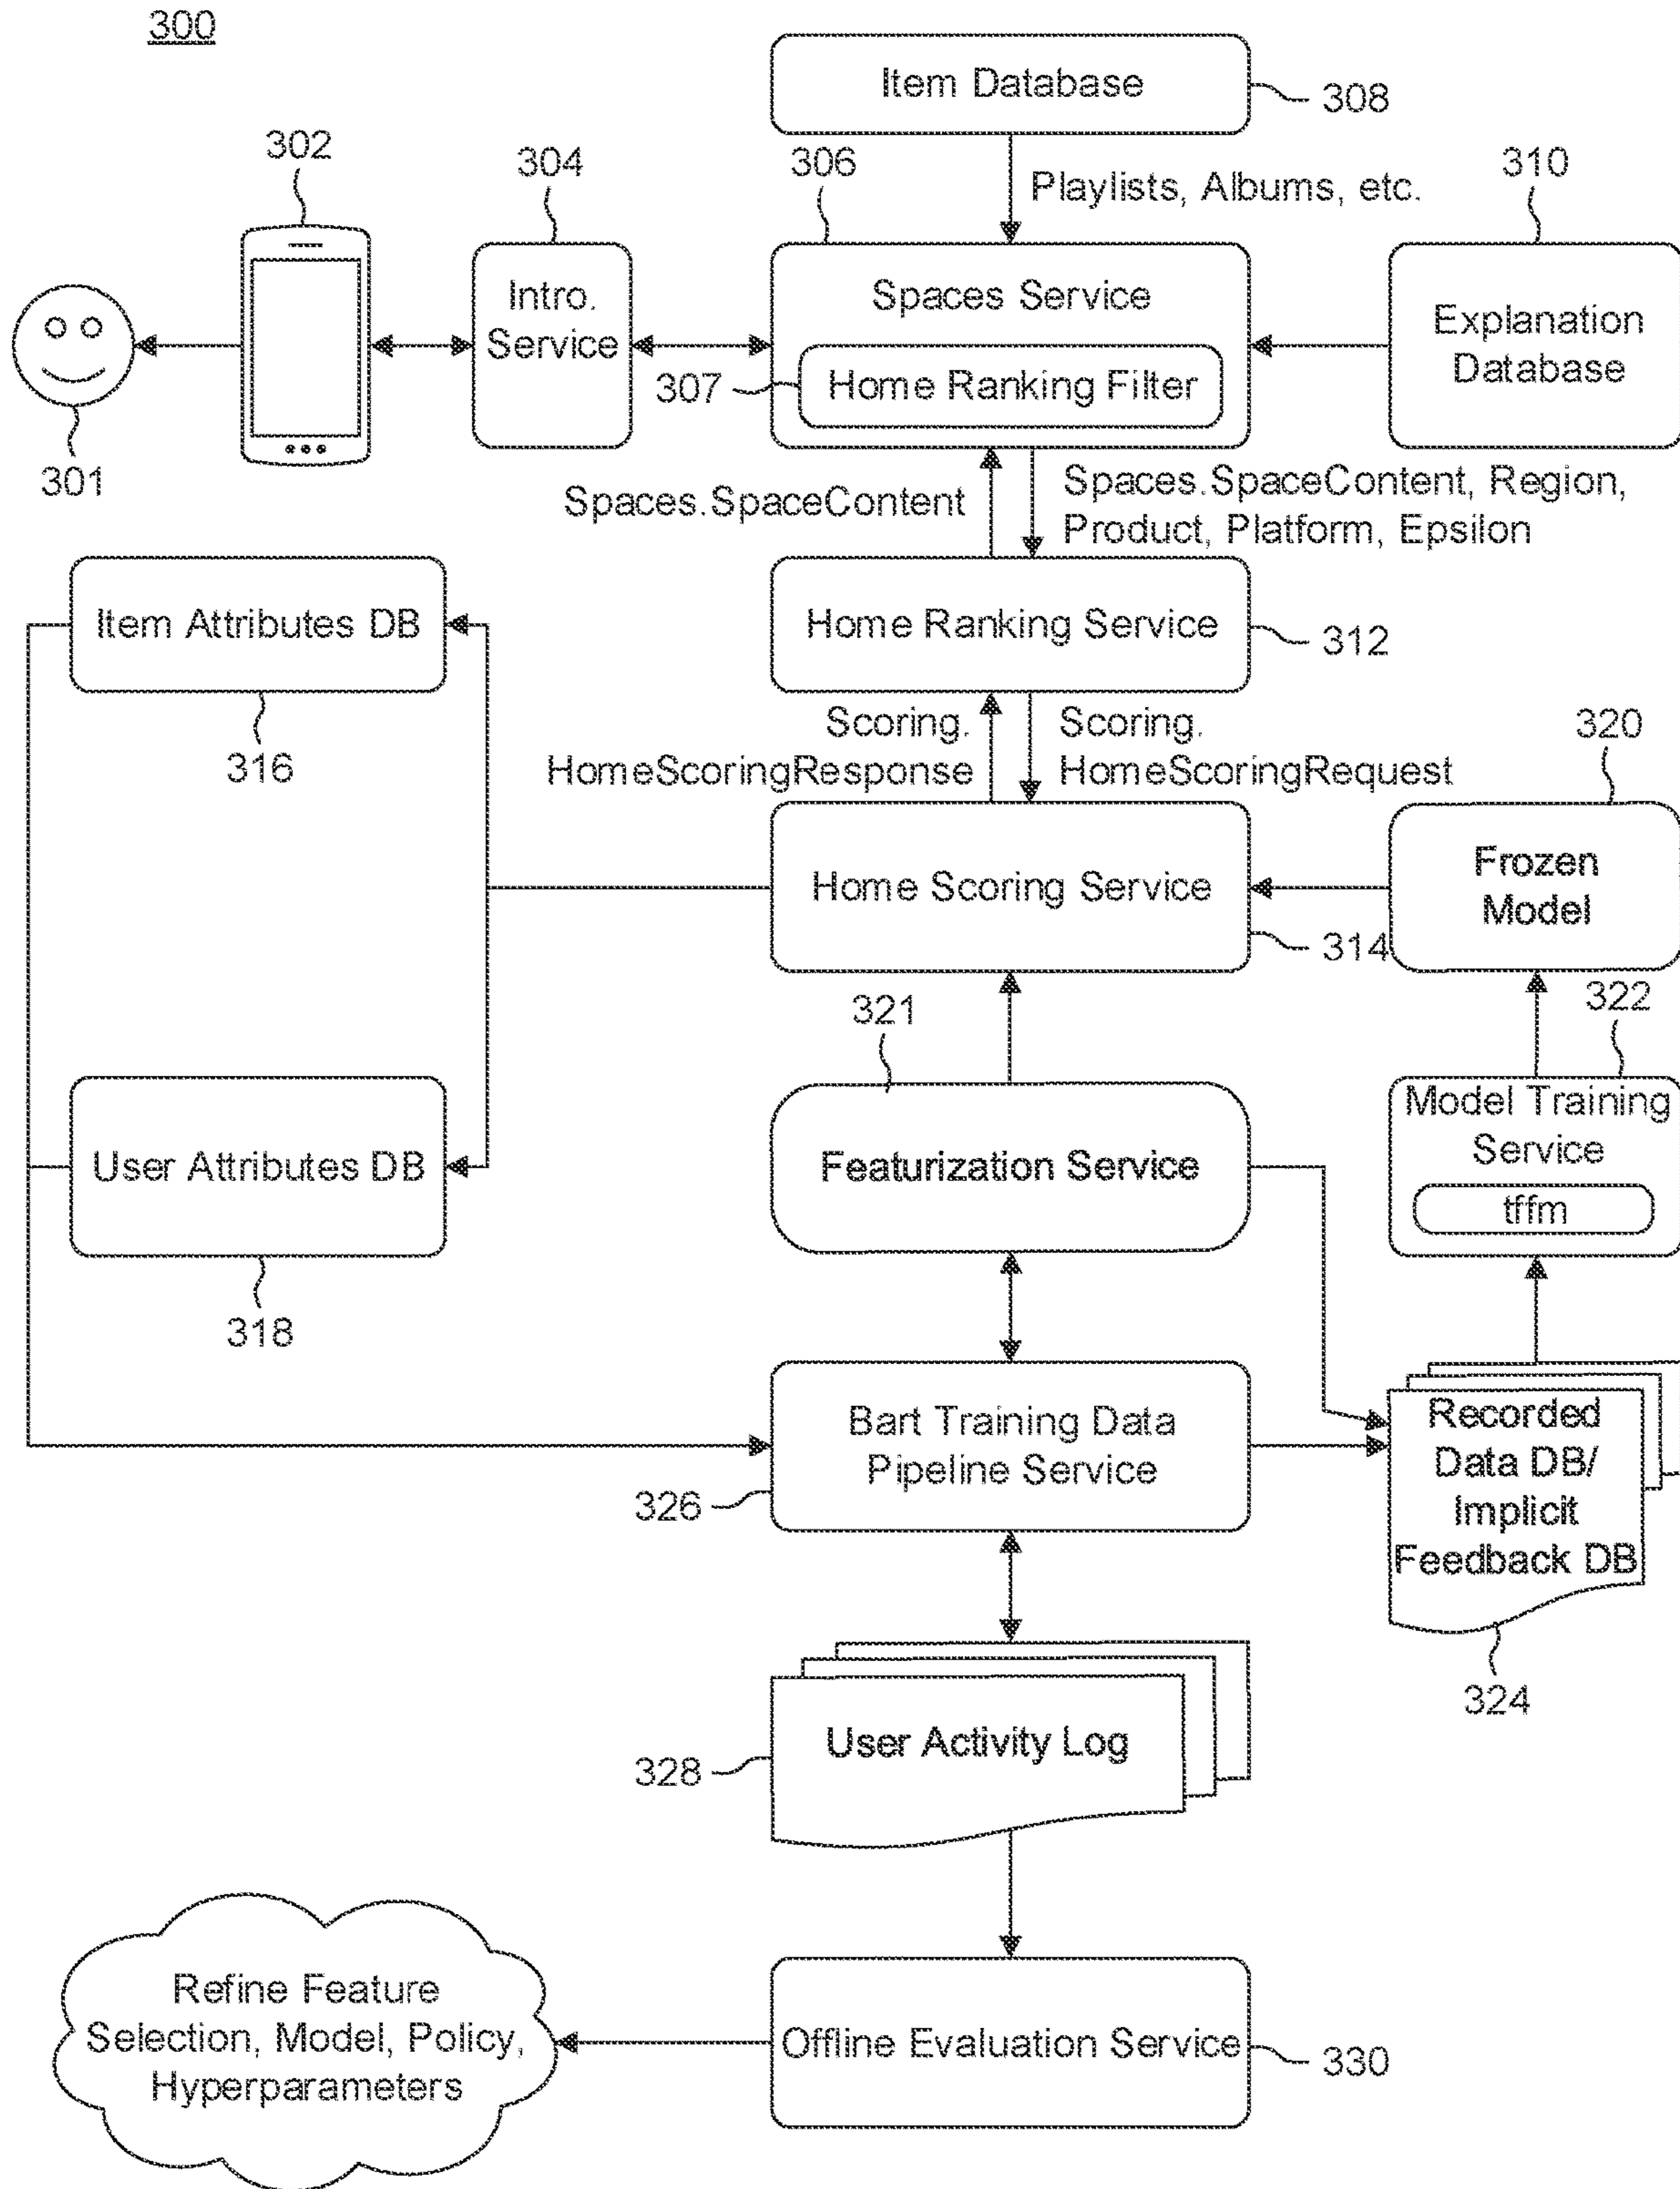 300
Item Database
308
302
304
306
Playlists, Albums, etc.
310
Intro.
Service
Spaces Service
307
Home Ranking Filter
Explanation
Database
301
Spaces.SpaceContent
Spaces.SpaceContent, Region,
Product, Platform, Epsilon
Item Attributes DB
Home Ranking Service
312
316
Scoring.
HomeScoringResponse
Scoring.
HomeScoringRequest
320
Home Scoring Service
314
Frozen
Model
321
322
User Attributes DB
Featurization Service
Model Training
Service
tffm
318
Bart Training Data
Pipeline Service
326
Recorded
Data DB/
Implicit
Feedback DB
324
User Activity Log
328
Refine Feature
Selection, Model, Policy,
Hyperparameters
Offline Evaluation Service
330